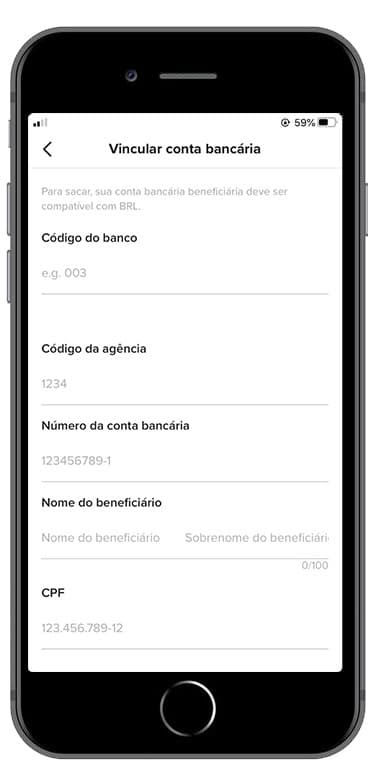 59%
Vincular conta bancária
Para sacar, sua conta bancária beneficiária deve ser
compatível com BRL.
Código do banco
e.g. 003
Código da agência
1234
Número da conta bancária
123456789-1
Nome do beneficiário
Nome do beneficiário Sobrenome do beneficiári
0/100
CPF
123.456.789-12